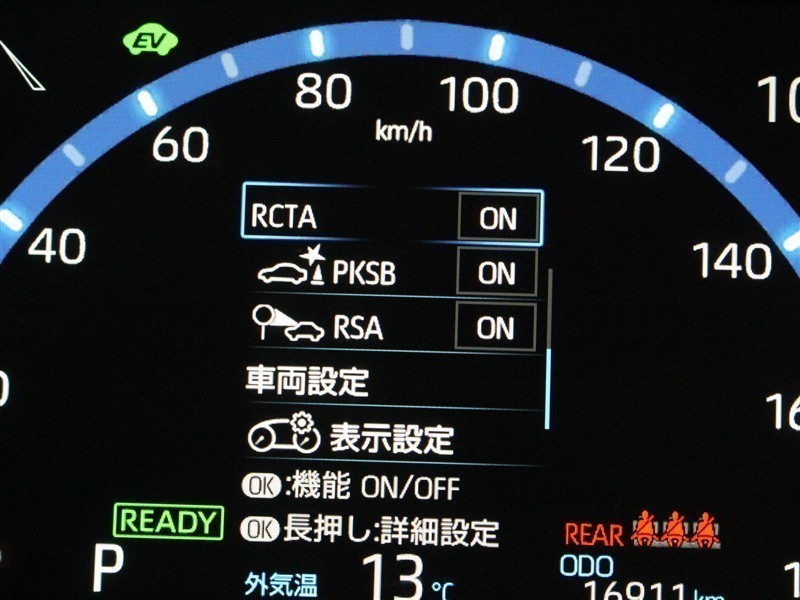 EV
80
100
km/h
60
120
40
140
RCTA ON
PKSB ON
RSA ON
車両設定
表示設定
OK:機能 ON/OFF
OK長押し:詳細設定
READY
REAR
P
外気温 13℃
ODO
16911km